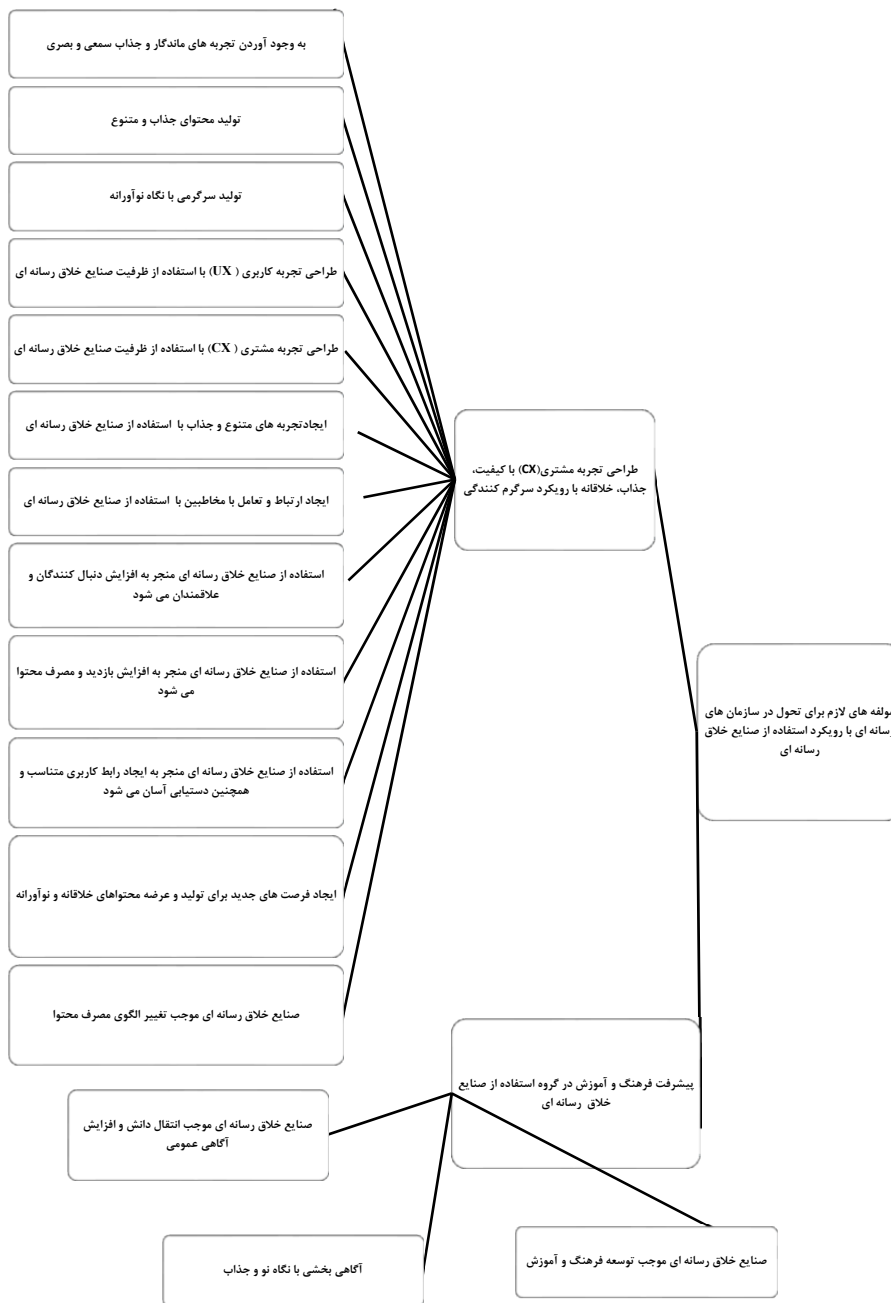 به وجود آوردن تجربه های ماندگار و جذاب سمعی و بصری
تولید محتوای جذاب و متنوع
تولید سرگرمی با نگاه نوآورانه
طراحی تجربه کاربری ( UX) با استفاده از ظرفیت صنایع خلاق رسانه ای
طراحی تجربه مشتری ( CX) با استفاده از ظرفیت صنایع خلاق رسانه ای
ایجادتجربه های متنوع و جذاب با استفاده از صنایع خلاق رسانه ای
ایجاد ارتباط و تعامل با مخاطبین با استفاده از صنایع خلاق رسانه ای
استفاده از صنایع خلاق رسانه ای منجر به افزایش دنبال کنندگان و
علاقمندان می شود
استفاده از صنایع خلاق رسانه ای منجر به افزایش بازدید و مصرف محتوا
می شود
استفاده از صنایع خلاق رسانه ای منجر به ایجاد رابط کاربری متناسب و
همچنین دستیابی آسان می شود
ایجاد فرصت های جدید برای تولید و عرضه محتواهای خلاقانه و نوآورانه
صنایع خلاق رسانه ای موجب تغییر الگوی مصرف محتوا
طراحی تجربه مشتری(CX) با کیفیت،
جذاب، خلاقانه با رویکرد سرگرم کنندگی
مولفه های لازم برای تحول در سازمان های
رسانه ای با رویکرد استفاده از صنایع خلاق
رسانه ای
پیشرفت فرهنگ و آموزش در گروه استفاده از صنایع
خلاق رسانه ای
صنایع خلاق رسانه ای موجب انتقال دانش و افزایش
آگاهی عمومی
آگاهی بخشی با نگاه نو و جذاب
صنایع خلاق رسانه ای موجب توسعه فرهنگ و آموزش